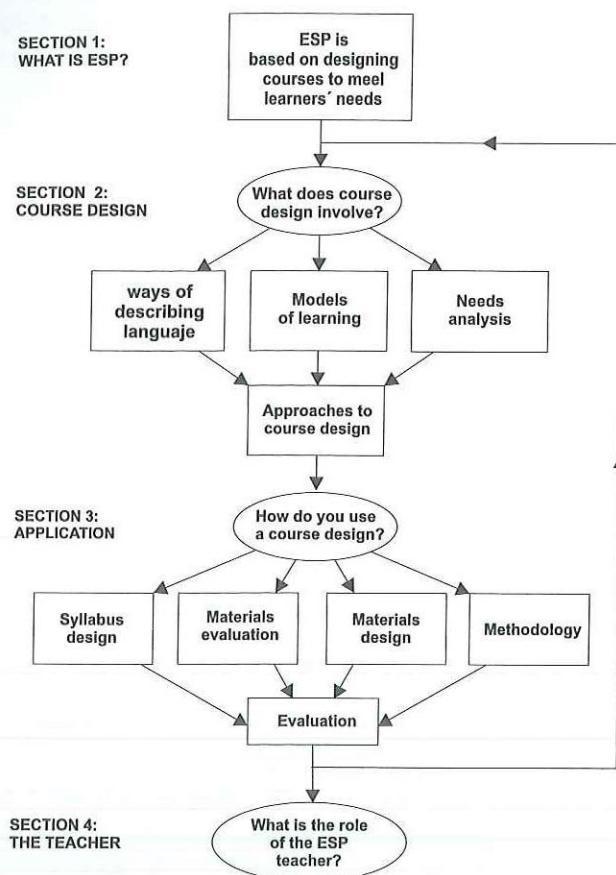 SECTION 1:
WHAT IS ESP?
ESP is
based on designing
courses to meel
learners´ needs
SECTION 2:
COURSE DESIGN
What does course
design involve?
ways of
describing
languaje
Models
of learning
Needs
analysis
Approaches to
course design
SECTION 3:
APPLICATION
How do you use
a course design?
Syllabus
design
Materials
evaluation
Materials
design
Methodology
Evaluation
SECTION 4:
THE TEACHER
What is the role
of the ESP
teacher?